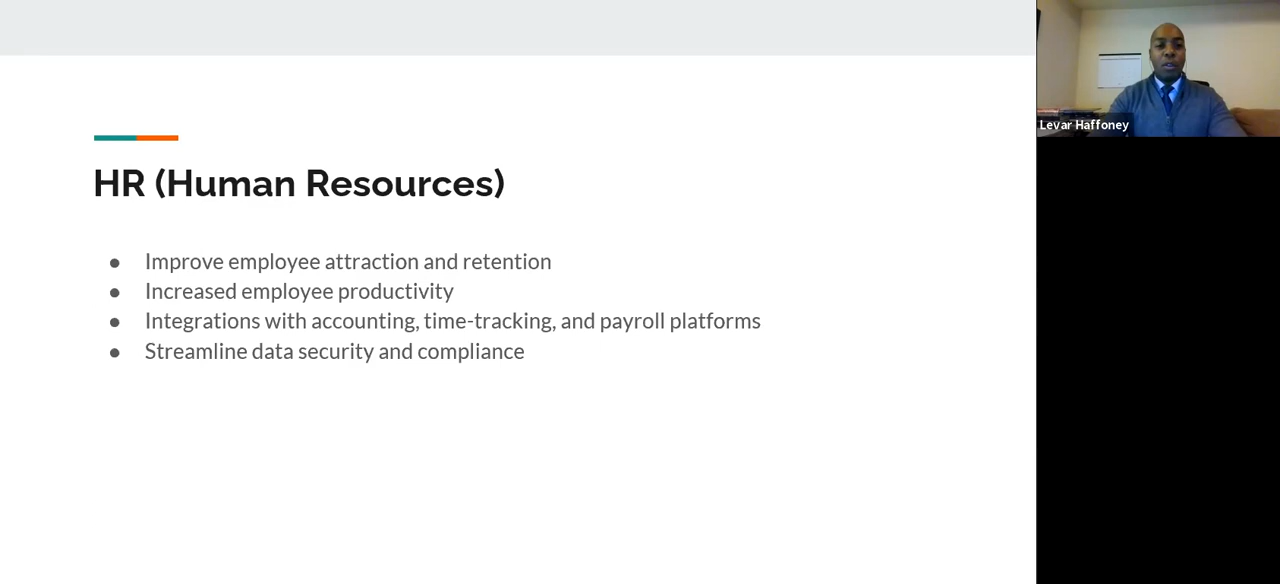 HR (Human Resources)
● Improve employee attraction and retention
● Increased employee productivity
● Integrations with accounting, time-tracking, and payroll platforms
● Streamline data security and compliance
Levar Haffoney